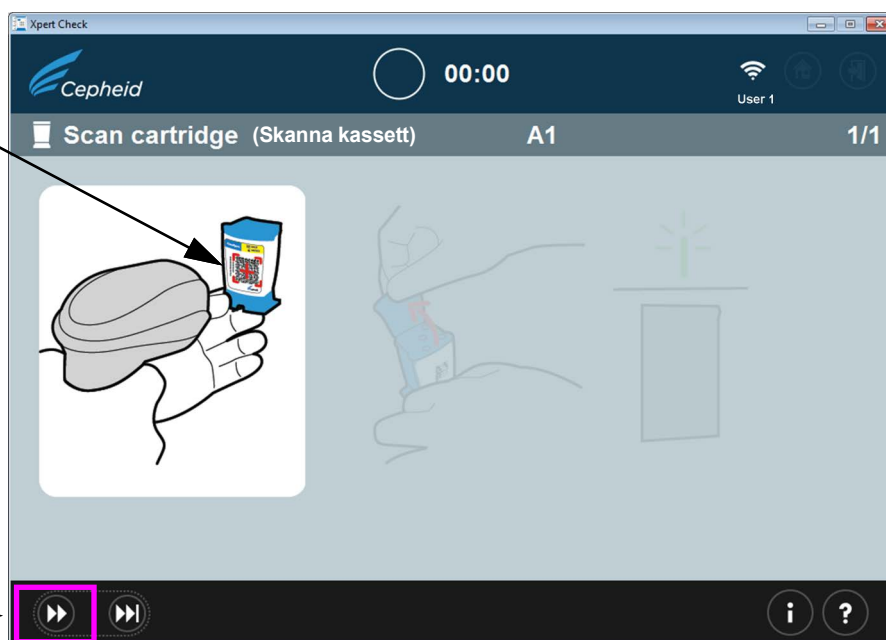 Xpert Check
Cepheid
00:00
User 1
Scan cartridge (Skanna kassett) A1 1/1
i ?